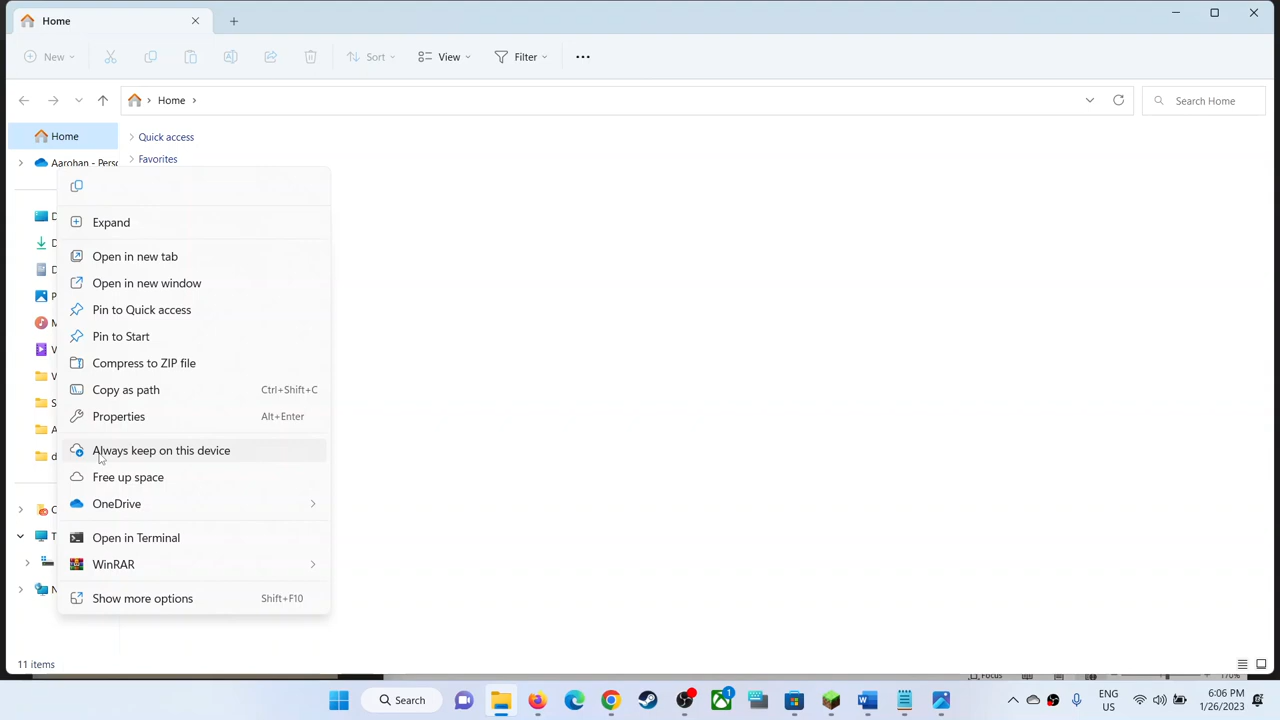 Home
New
Sort
View
Filter
Home
Search Home
Home
Quick access
Aarohan - Perso
Favorites
Expand
Open in new tab
Open in new window
Pin to Quick access
Pin to Start
Compress to ZIP file
Copy as path Ctrl+Shift+C
Properties Alt+Enter
Always keep on this device
Free up space
OneDrive
Open in Terminal
WinRAR
Show more options Shift+F10
11 items
Focus
170%
Search
1
ENG
US
6:06 PM
1/26/2023